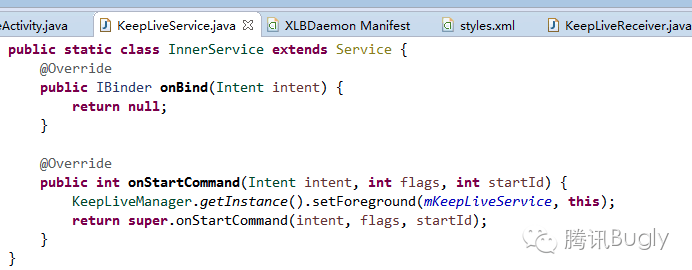 eActivity.java KeepLiveService.java XLBDaemon Manifest styles.xml KeepLiveReceiver.java
public static class InnerService extends Service {
@Override
public IBinder onBind(Intent intent) {
return null;
}
@Override
public int onStartCommand(Intent intent, int flags, int startId) {
KeepLiveManager.getInstance().setForeground(mKeepLiveService, this);
return super.onStartCommand(intent, flags, startId);
}
}
腾讯Bugly